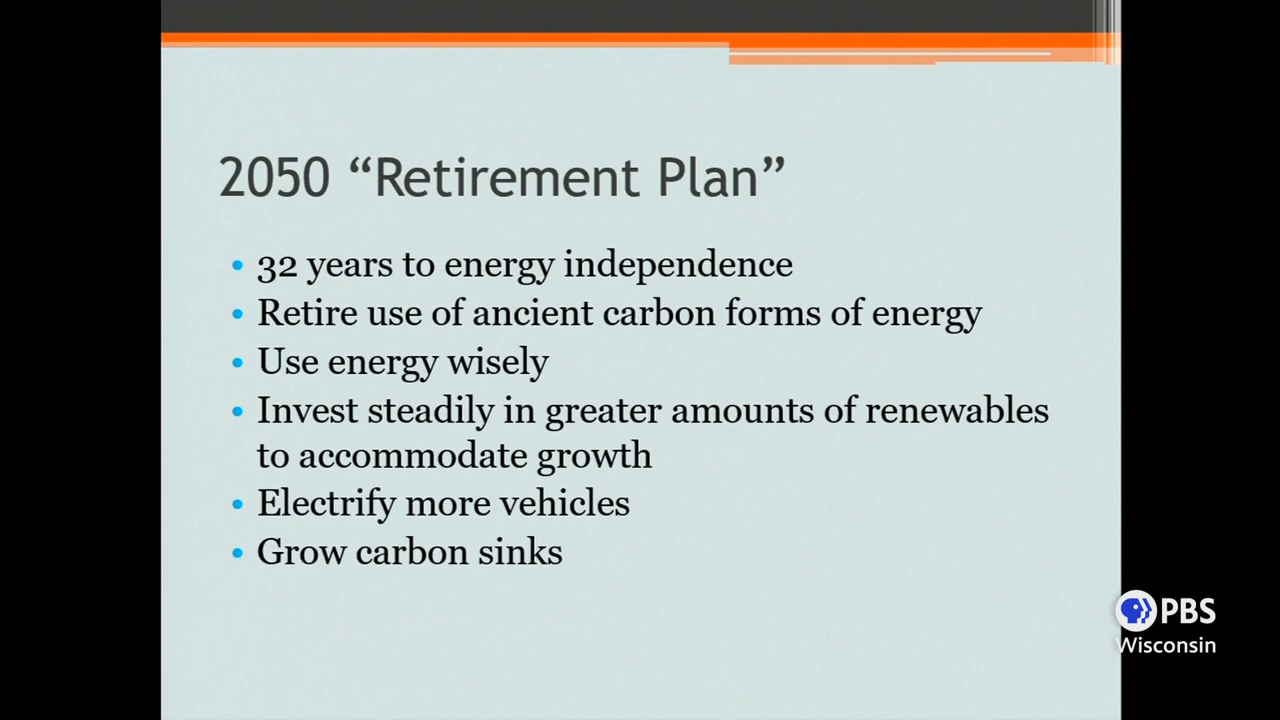 2050 “Retirement Plan”
• 32 years to energy independence
• Retire use of ancient carbon forms of energy
• Use energy wisely
• Invest steadily in greater amounts of renewables
to accommodate growth
• Electrify more vehicles
• Grow carbon sinks
PBS
Wisconsin